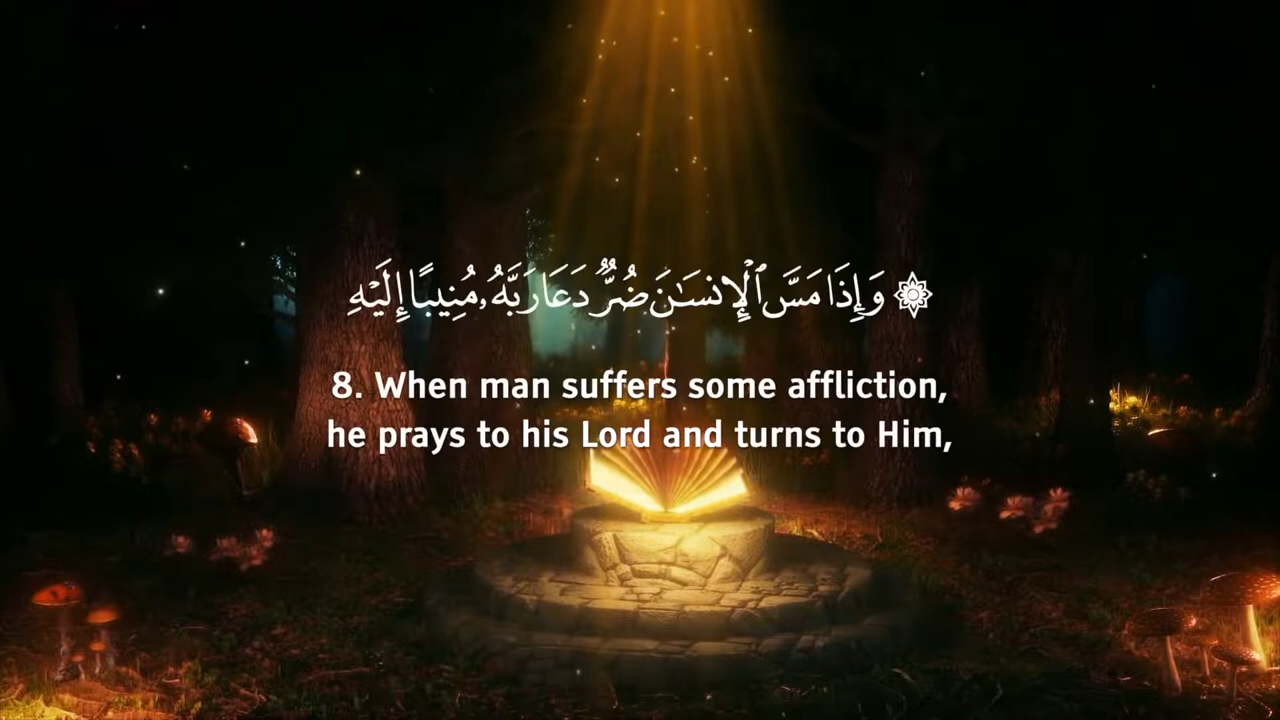 ۞ وَإِذَا مَسَّ ٱلْإِنسَـٰنَ ضُرٌّ دَعَا رَبَّهُۥ مُنِيبًا إِلَيْهِ
8. When man suffers some affliction,
he prays to his Lord and turns to Him,